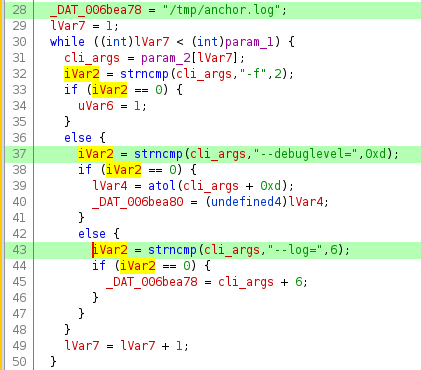 28 _DAT_006bea78 = "/tmp/anchor.log";
29 lVar7 = 1;
30 while ((int)lVar7 < (int)param_1) {
31 cli_args = param_2[lVar7];
32 iVar2 = strncmp(cli_args,"-f",2);
33 if (iVar2 == 0) {
34 uVar6 = 1;
35 }
36 else {
37 iVar2 = strncmp(cli_args,"--debuglevel=",0xd);
38 if (iVar2 == 0) {
39 lVar4 = atol(cli_args + 0xd);
40 _DAT_006bea80 = (undefined4)lVar4;
41 }
42 else {
43 iVar2 = strncmp(cli_args,"--log=",6);
44 if (iVar2 == 0) {
45 _DAT_006bea78 = cli_args + 6;
46 }
47 }
48 }
49 lVar7 = lVar7 + 1;
50 }